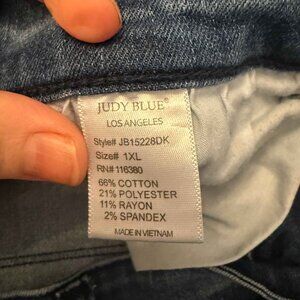 JUDY BLUE®
LOS ANGELES
Style# JB15228DK
Size# 1XL
RN# 116380
66% COTTON
21% POLYESTER
11% RAYON
2% SPANDEX
MADE IN VIETNAM